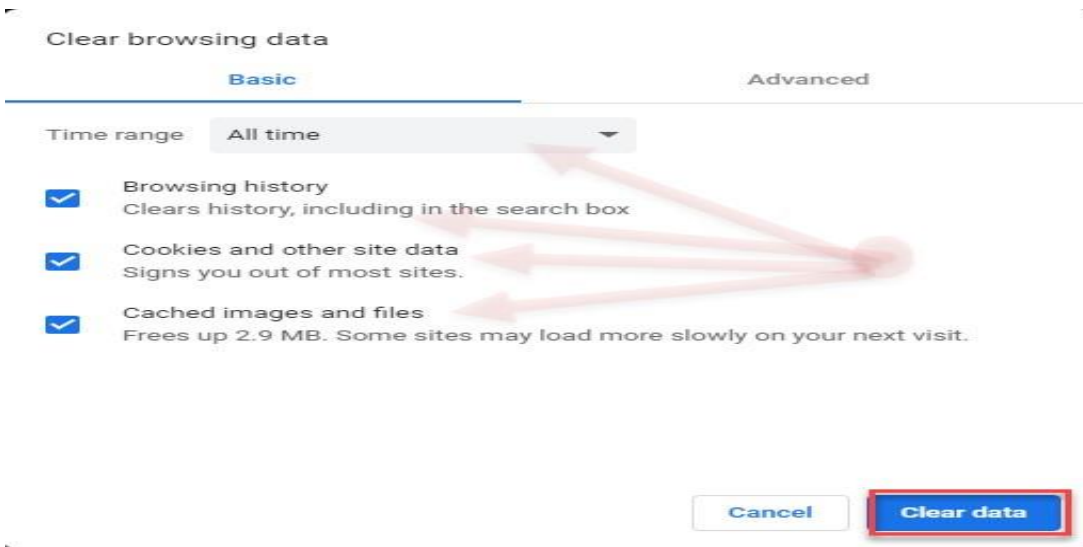 Clear browsing data
Basic Advanced
Time range All time
Browsing history
Clears history, including in the search box
Cookies and other site data
Signs you out of most sites.
Cached images and files
Frees up 2.9 MB. Some sites may load more slowly on your next visit.
Cancel Clear data